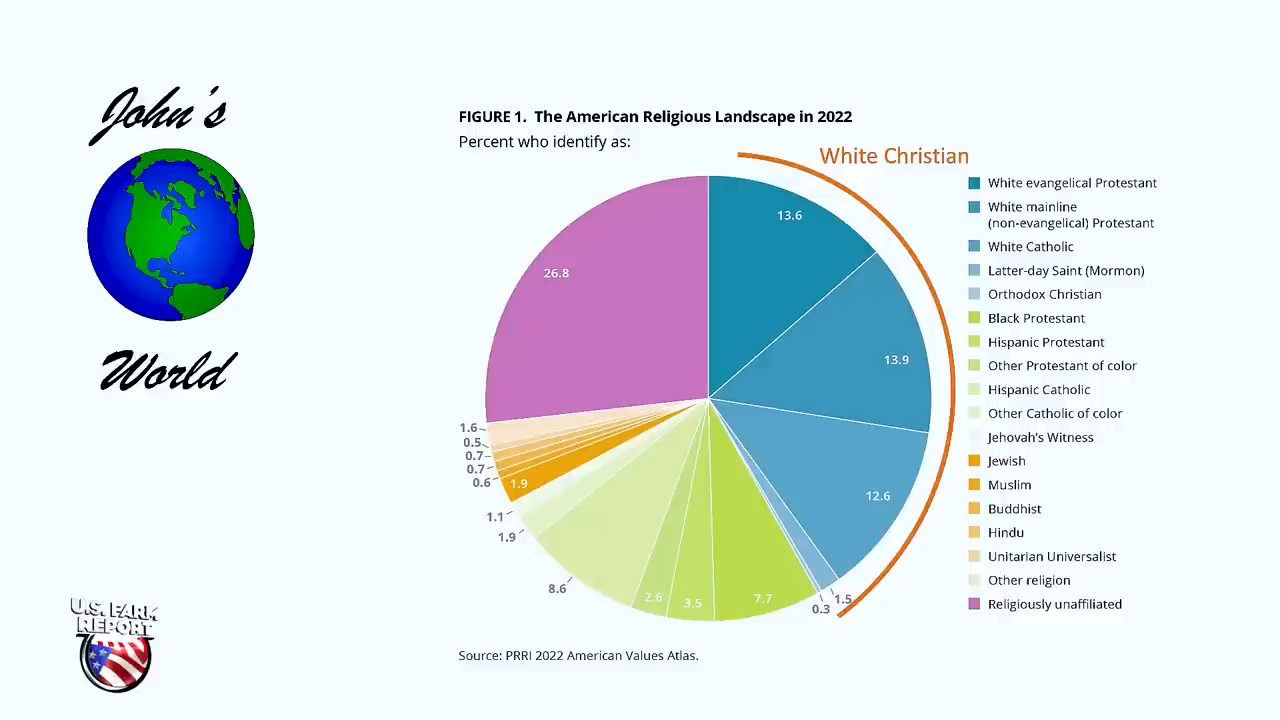 John's
World
U.S. FARM
REPORT
FIGURE 1.  The American Religious Landscape in 2022
Percent who identify as:
White Christian
13.6
13.9
12.6
1.5
0.3
7.7
3.5
2.6
8.6
1.9
1.1
1.9
0.6
0.7
0.7
0.5
1.6
26.8
White evangelical Protestant
White mainline
(non-evangelical) Protestant
White Catholic
Latter-day Saint (Mormon)
Orthodox Christian
Black Protestant
Hispanic Protestant
Other Protestant of color
Hispanic Catholic
Other Catholic of color
Jehovah's Witness
Jewish
Muslim
Buddhist
Hindu
Unitarian Universalist
Other religion
Religiously unaffiliated
Source: PRRI 2022 American Values Atlas.